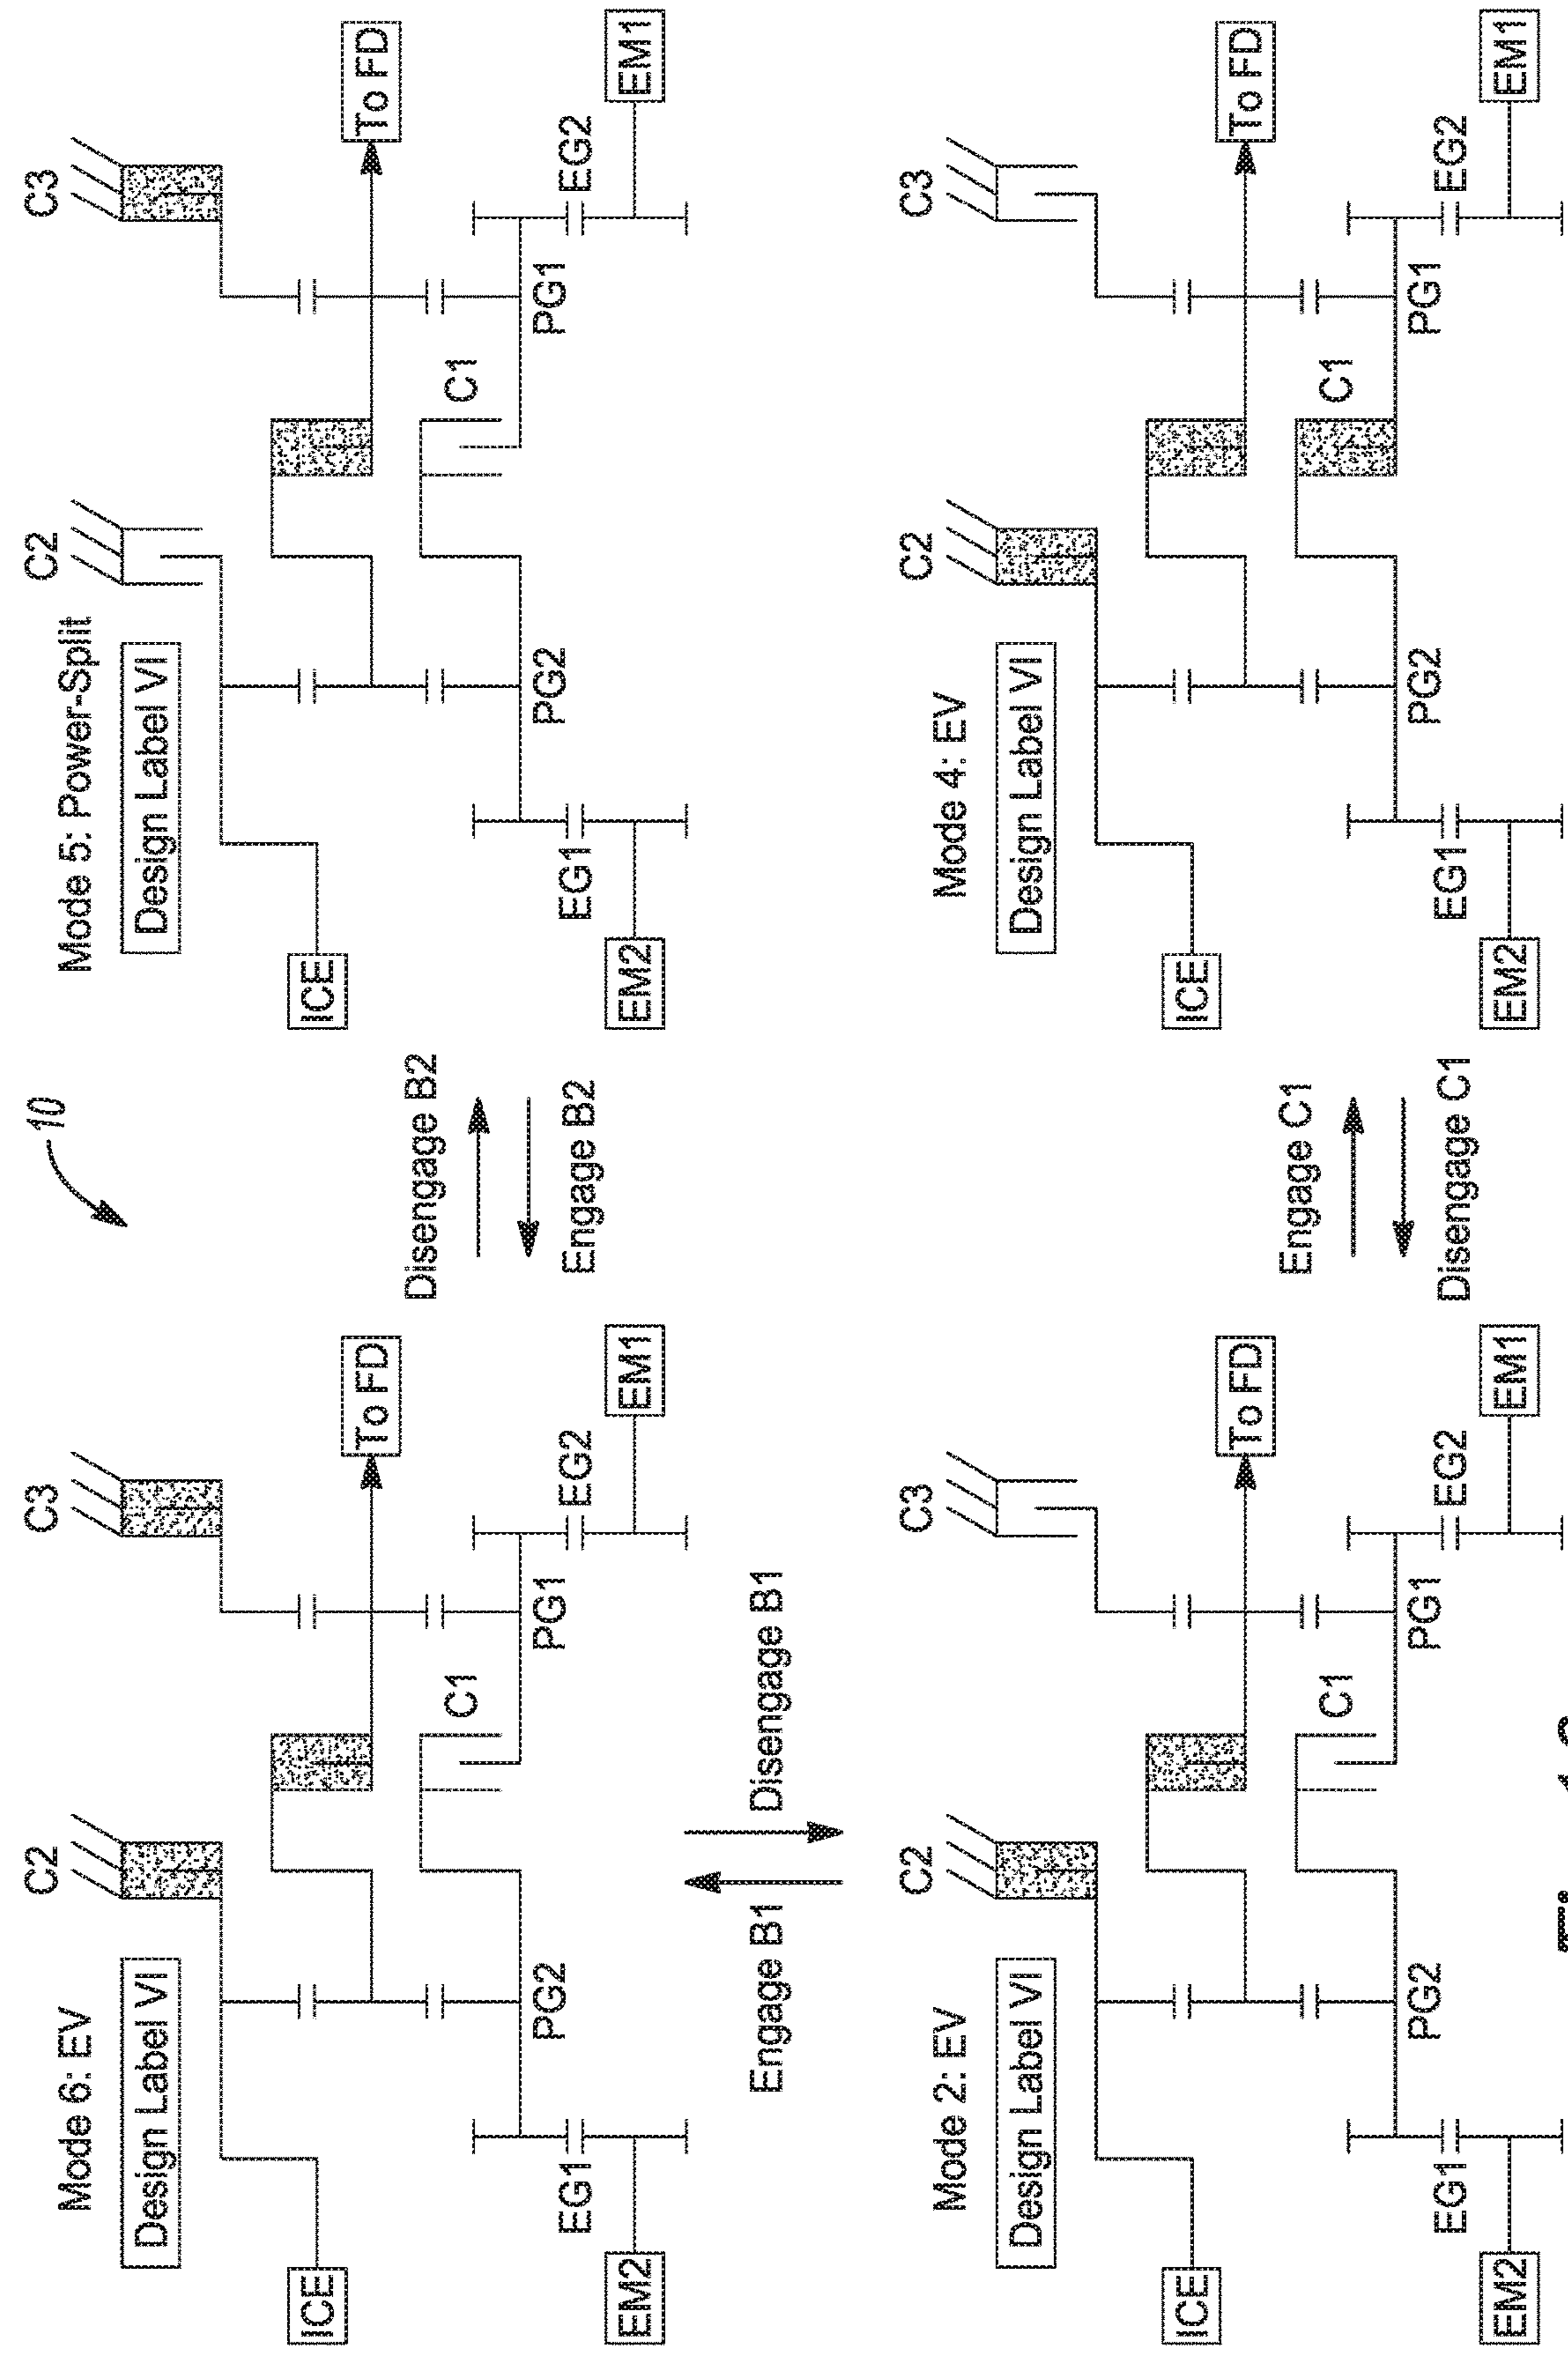 10
Mode 6: EV
C2
C3
Design Label VI
ICE
To FD
C1
EG1
PG2
PG1
EG2
EM2
EM1
Disengage B2
Engage B2
Mode 5: Power-Split
C2
C3
Design Label VI
ICE
To FD
C1
EG1
PG2
PG1
EG2
EM2
EM1
Engage B1
Disengage B1
Mode 2: EV
C2
C3
Design Label VI
ICE
To FD
C1
EG1
PG2
PG1
EG2
EM2
EM1
Engage C1
Disengage C1
Mode 4: EV
C2
C3
Design Label VI
ICE
To FD
C1
EG1
PG2
PG1
EG2
EM2
EM1